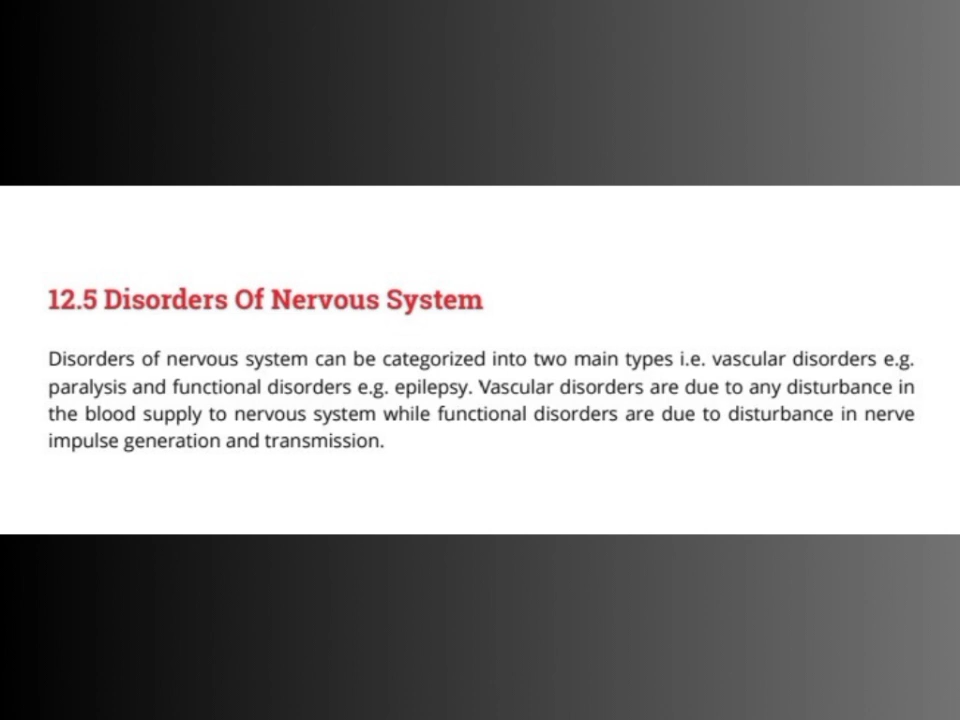 12.5 Disorders Of Nervous System
Disorders of nervous system can be categorized into two main types i.e. vascular disorders e.g.
paralysis and functional disorders e.g. epilepsy. Vascular disorders are due to any disturbance in
the blood supply to nervous system while functional disorders are due to disturbance in nerve
impulse generation and transmission.